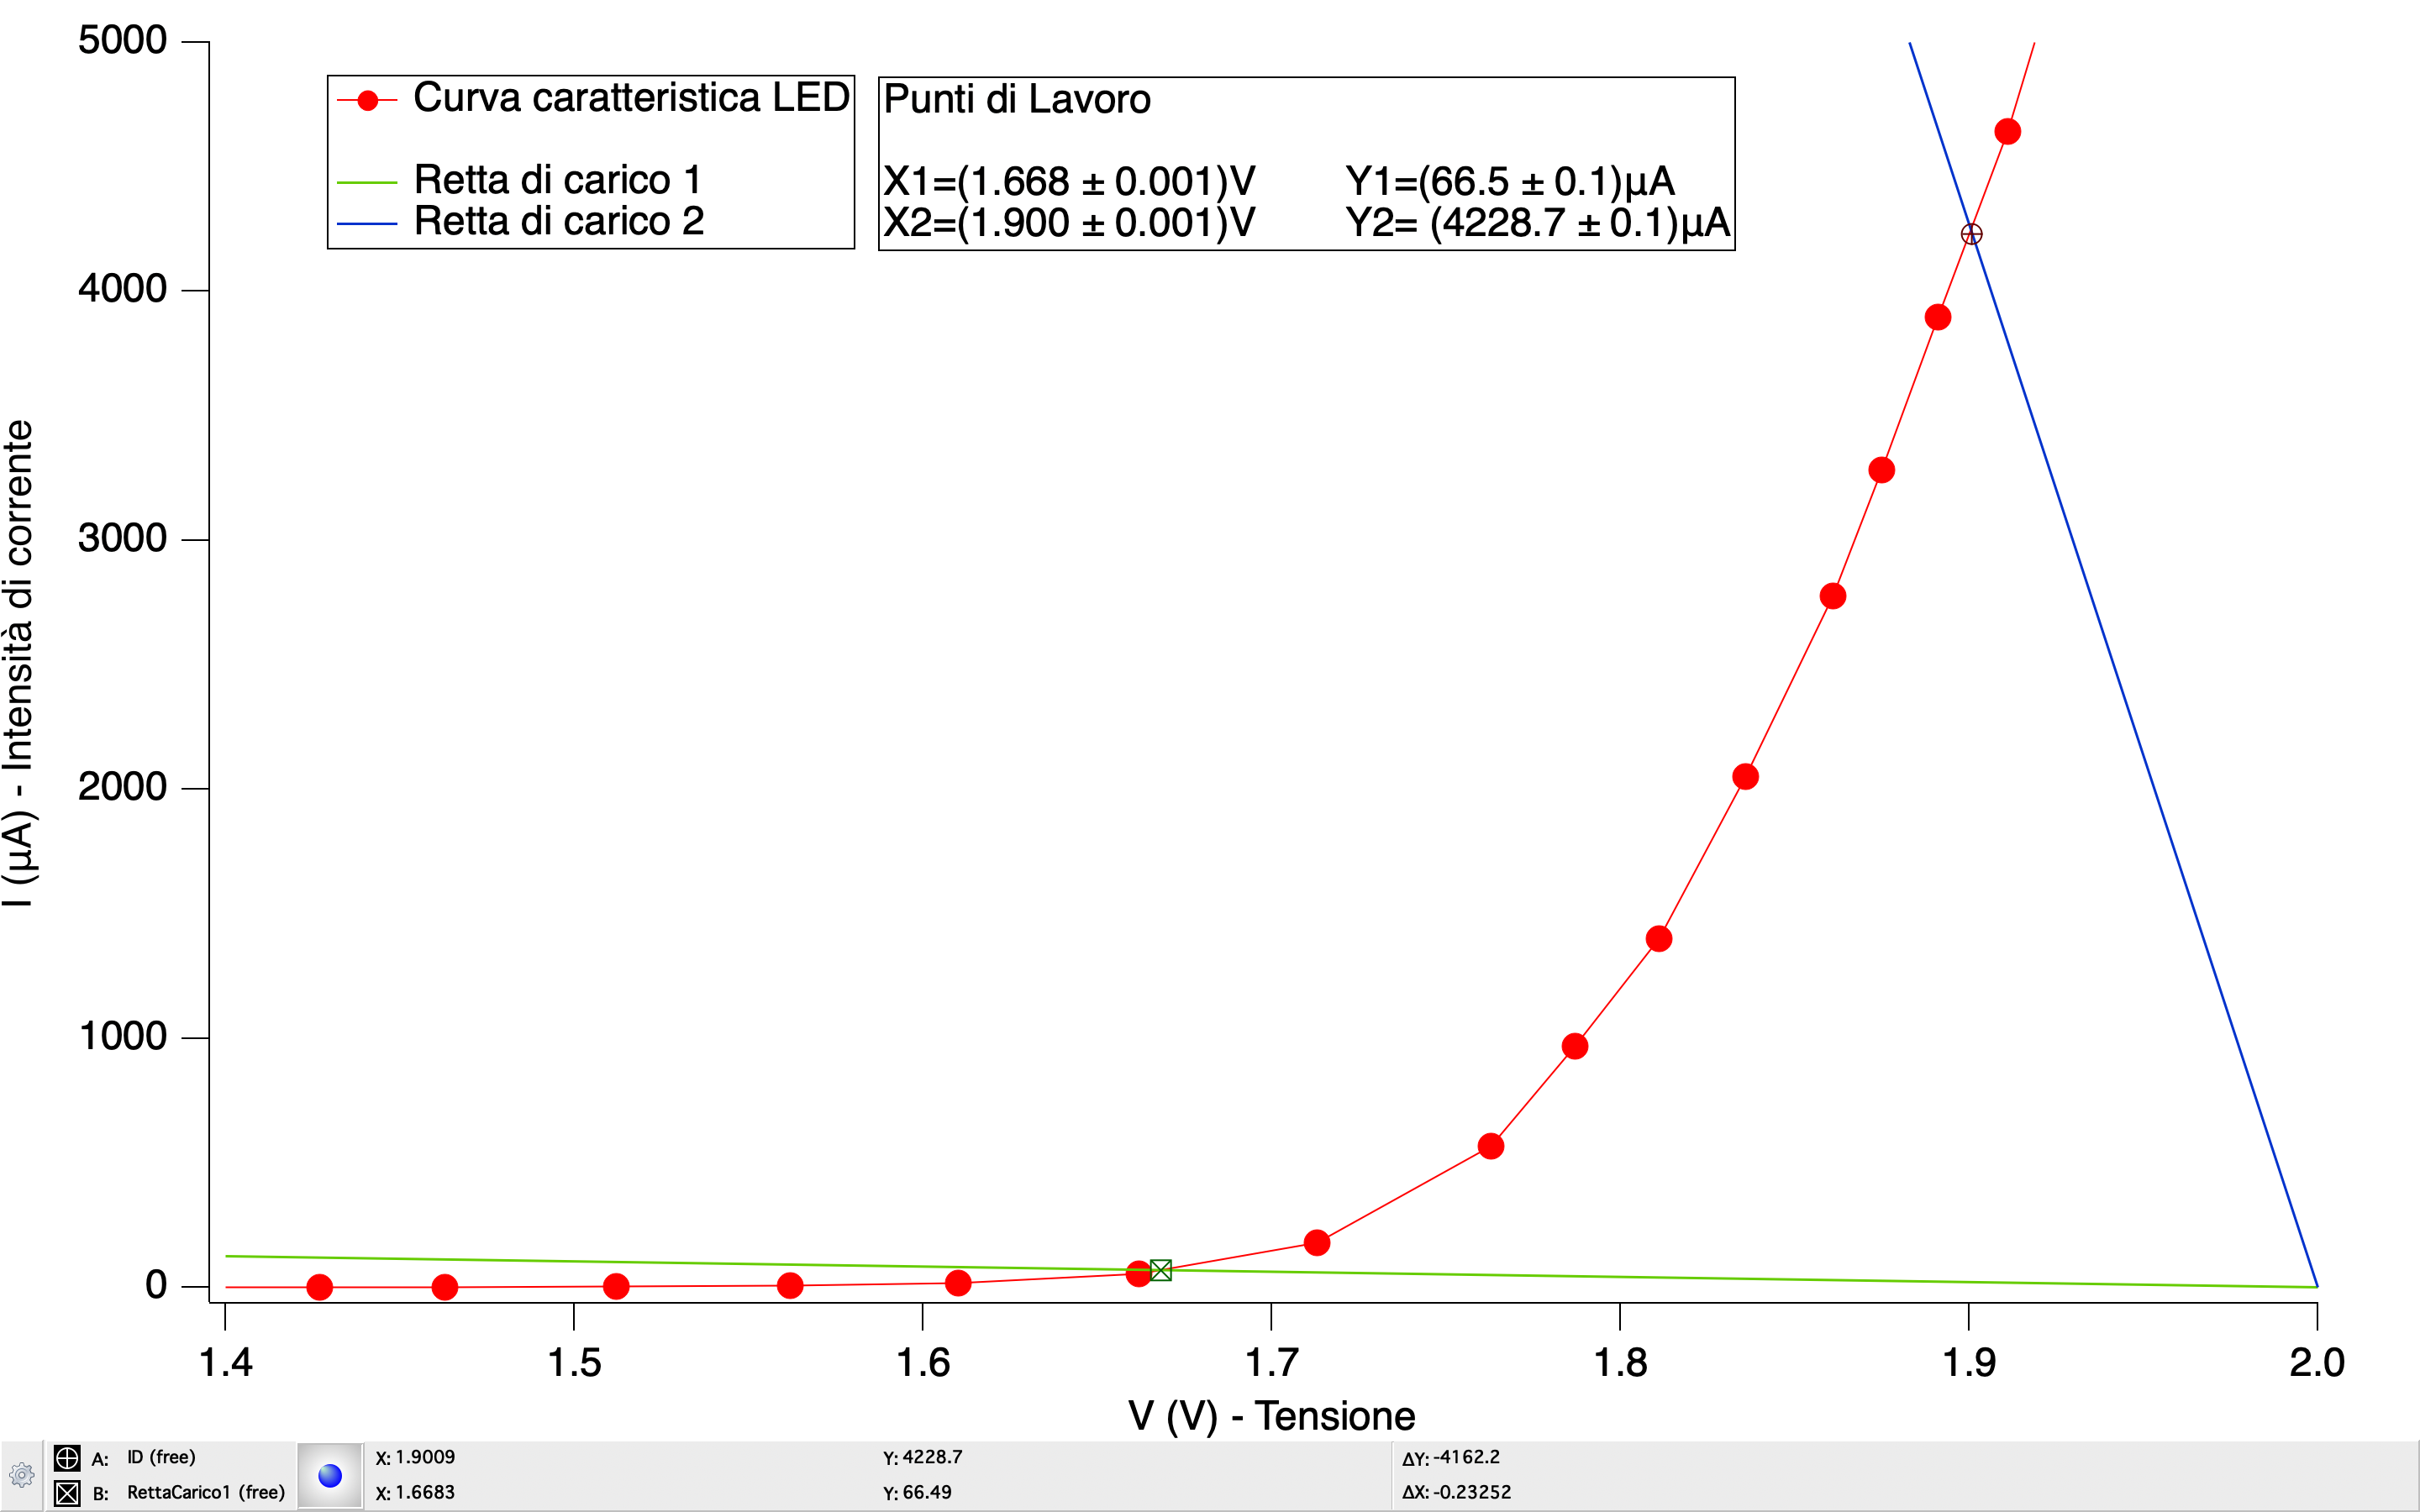 5000
4000
3000
2000
1000
0
I (µA) - Intensità di corrente
Curva caratteristica LED
Retta di carico 1
Retta di carico 2
Punti di Lavoro
X1=(1.668 ± 0.001)V Y1=(66.5 ± 0.1)µA
X2=(1.900 ± 0.001)V Y2= (4228.7 ± 0.1)µA
1.4 1.5 1.6 1.7 1.8 1.9 2.0
V (V) - Tensione
A: ID (free) X: 1.9009 Y: 4228.7 ΔY: -4162.2
B: RettaCarico1 (free) X: 1.6683 Y: 66.49 ΔX: -0.23252